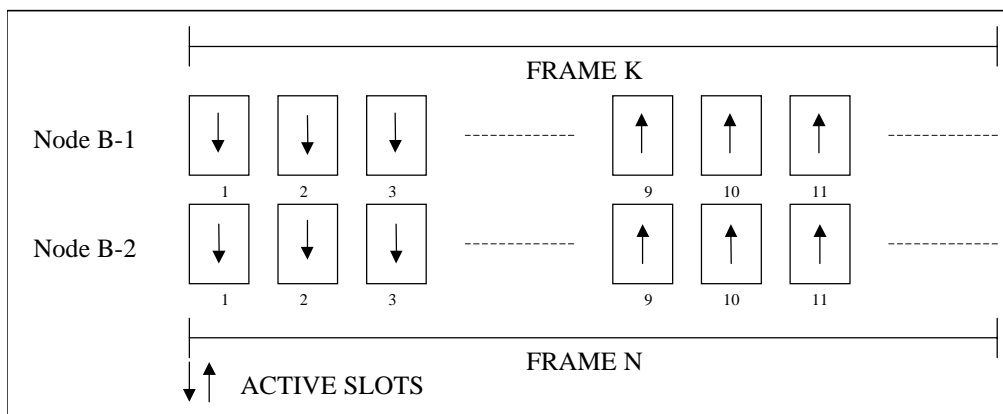 FRAME K
Node B-1
1 2 3 9 10 11
Node B-2
1 2 3 9 10 11
FRAME N
ACTIVE SLOTS